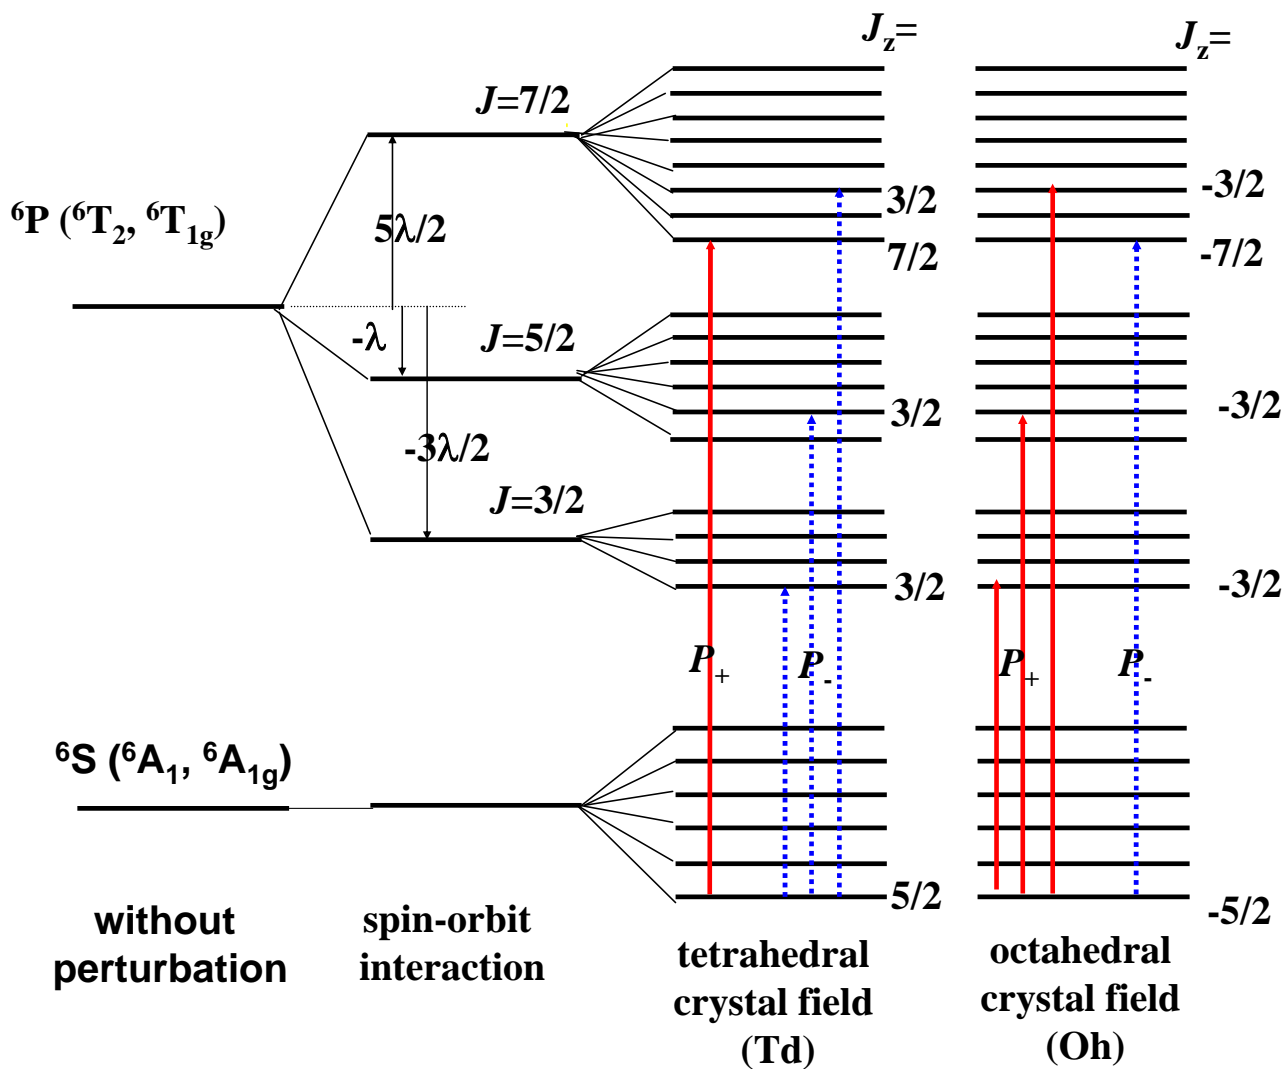 J_z=
J_z=
J=7/2
-3/2
3/2
⁶P (⁶T₂, ⁶T₁g)
5λ/2
7/2
-7/2
-λ
J=5/2
3/2
-3/2
-3λ/2
J=3/2
3/2
-3/2
P₊
P₋
P₊
P₋
⁶S (⁶A₁, ⁶A₁g)
5/2
-5/2
without
perturbation
spin-orbit
interaction
tetrahedral
crystal field
(Td)
octahedral
crystal field
(Oh)